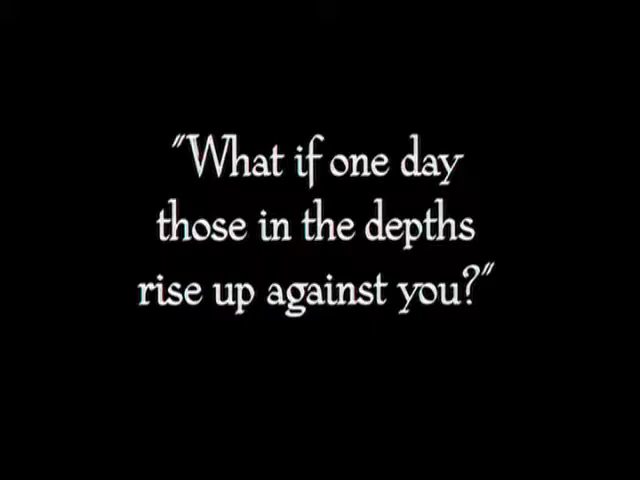 "What if one day
those in the depths
rise up against you?"